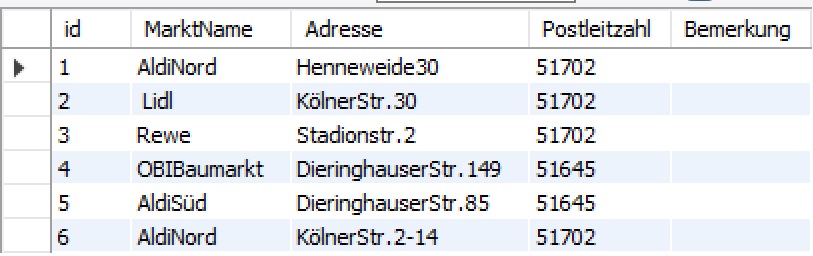 id MarktName Adresse Postleitzahl Bemerkung
1 AldiNord Henneweide30 51702
2 Lidl KölnerStr.30 51702
3 Rewe Stadionstr.2 51702
4 OBIBaumarkt DieringhauserStr.149 51645
5 AldiSüd DieringhauserStr.85 51645
6 AldiNord KölnerStr.2-14 51702